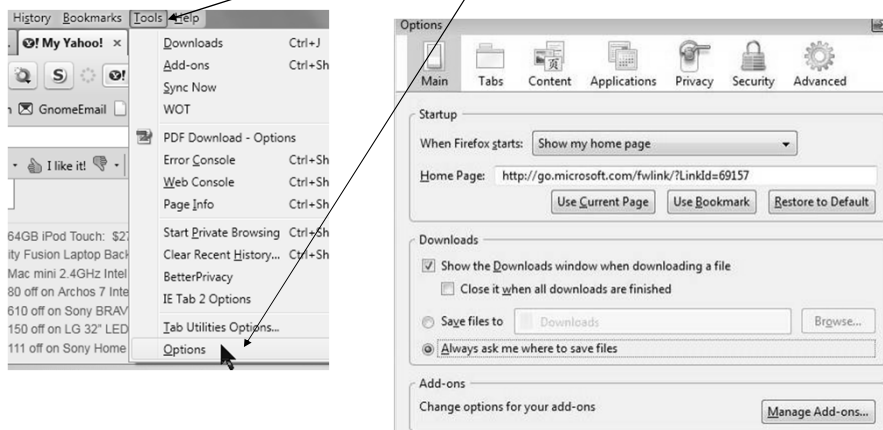 History Bookmarks Tools Help
My Yahoo! ×
S
GnomeEmail
I like it!
64GB iPod Touch: $2
ity Fusion Laptop Back
Mac mini 2.4GHz Intel
80 off on Archos 7 Inte
610 off on Sony BRAV
150 off on LG 32" LED
111 off on Sony Home
Downloads Ctrl+J
Add-ons Ctrl+Sh
Sync Now
WOT
PDF Download - Options
Error Console Ctrl+Sh
Web Console Ctrl+Sh
Page Info Ctrl+Sh
Start Private Browsing Ctrl+Sh
Clear Recent History... Ctrl+Sh
BetterPrivacy
IE Tab 2 Options
Tab Utilities Options...
Options
Options
Main Tabs Content Applications Privacy Security Advanced
Startup
When Firefox starts: Show my home page
Home Page: http://go.microsoft.com/fwlink/?LinkId=69157
Use Current Page Use Bookmark Restore to Default
Downloads
Show the Downloads window when downloading a file
Close it when all downloads are finished
Save files to Downloads Browse...
Always ask me where to save files
Add-ons
Change options for your add-ons
Manage Add-ons...